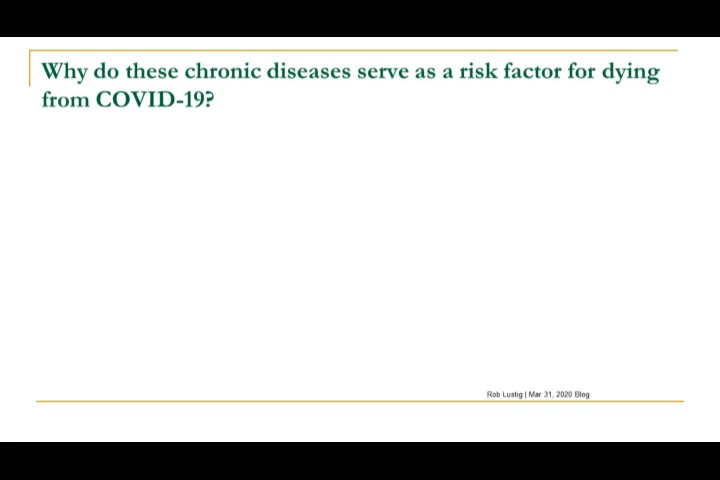 Why do these chronic diseases serve as a risk factor for dying
from COVID-19?
Rob Lustig | Mar 31, 2020 Blog